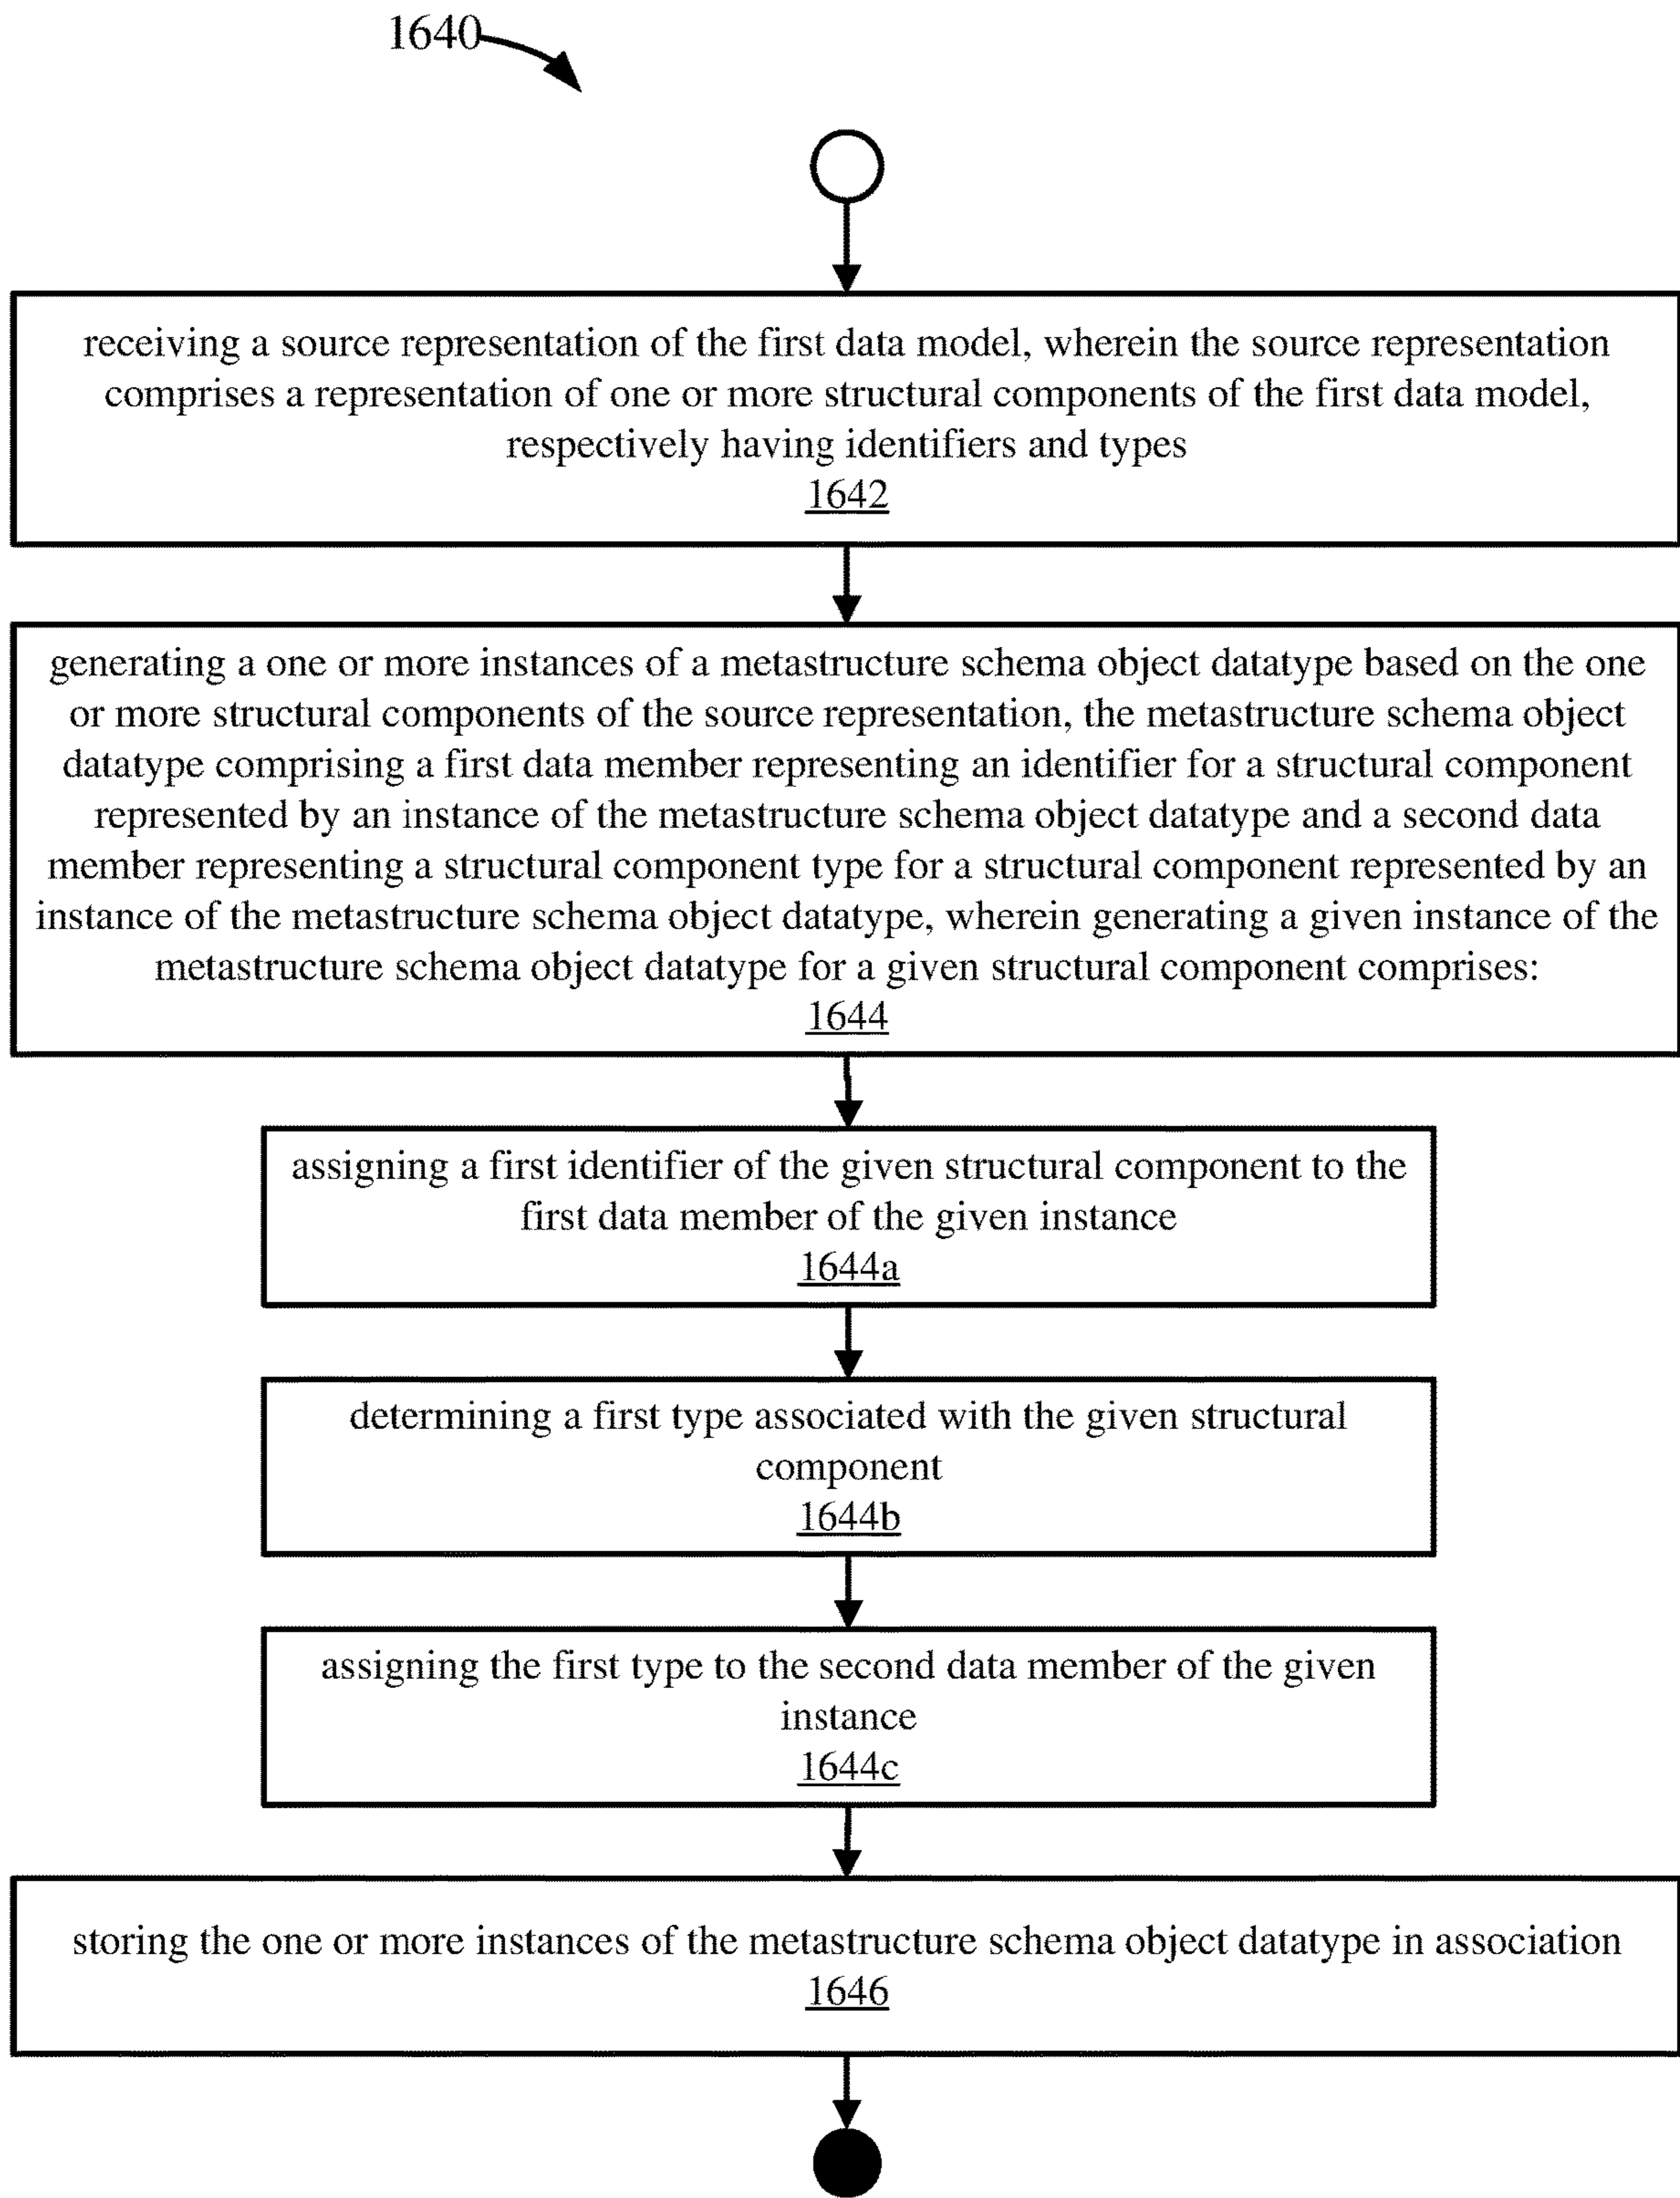 1640
receiving a source representation of the first data model, wherein the source representation
comprises a representation of one or more structural components of the first data model,
respectively having identifiers and types
1642
generating a one or more instances of a metastructure schema object datatype based on the one
or more structural components of the source representation, the metastructure schema object
datatype comprising a first data member representing an identifier for a structural component
represented by an instance of the metastructure schema object datatype and a second data
member representing a structural component type for a structural component represented by an
instance of the metastructure schema object datatype, wherein generating a given instance of the
metastructure schema object datatype for a given structural component comprises:
1644
assigning a first identifier of the given structural component to the
first data member of the given instance
1644a
determining a first type associated with the given structural
component
1644b
assigning the first type to the second data member of the given
instance
1644c
storing the one or more instances of the metastructure schema object datatype in association
1646